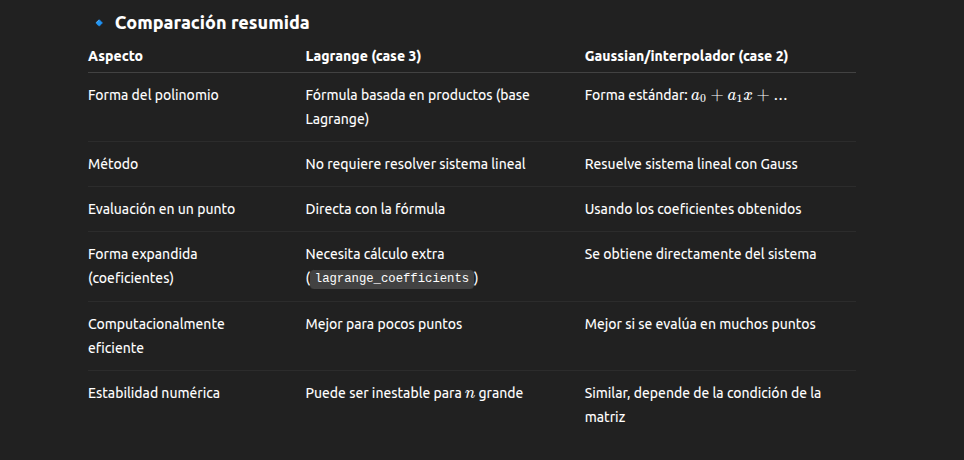 Comparación resumida
Aspecto Lagrange (case 3) Gaussian/interpolador (case 2)
Forma del polinomio Fórmula basada en productos (base Forma estándar: a₀ + a₁x + ...
Lagrange)
Método No requiere resolver sistema lineal Resuelve sistema lineal con Gauss
Evaluación en un punto Directa con la fórmula Usando los coeficientes obtenidos
Forma expandida Necesita cálculo extra Se obtiene directamente del sistema
(coeficientes) (lagrange_coefficients)
Computacionalmente Mejor para pocos puntos Mejor si se evalúa en muchos puntos
eficiente
Estabilidad numérica Puede ser inestable para n grande Similar, depende de la condición de la
matriz